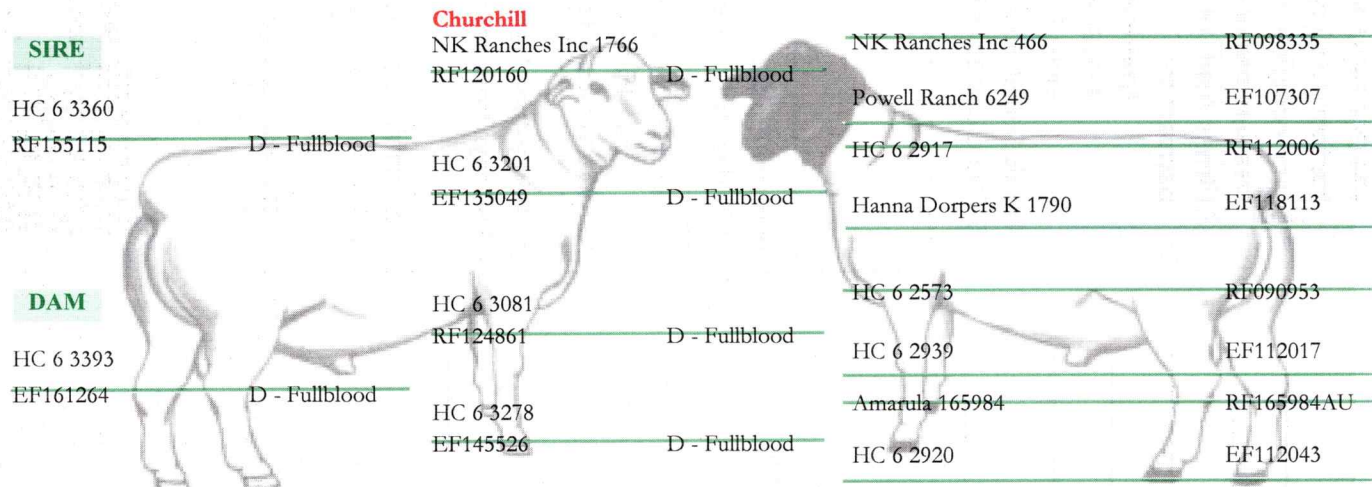 SIRE
HC 6 3360
RF155115 D - Fullblood
DAM
HC 6 3393
EF161264 D - Fullblood
Churchill
NK Ranches Inc 1766
RF120160 D - Fullblood
HC 6 3201
EF135049 D - Fullblood
HC 6 3081
RF124861 D - Fullblood
HC 6 3278
EF145526 D - Fullblood
NK Ranches Inc 466 RF098335
Powell Ranch 6249 EF107307
HC 6 2917 RF112006
Hanna Dorpers K 1790 EF118113
HC 6 2573 RF090953
HC 6 2939 EF112017
Amarula 165984 RF165984AU
HC 6 2920 EF112043